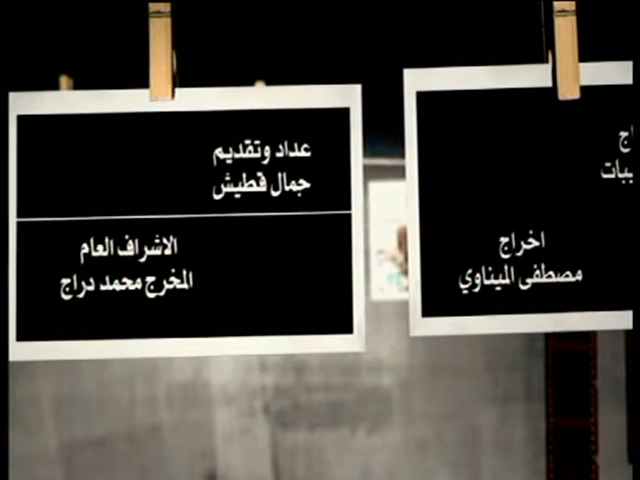 عداد وتقديم
جمال قطيش
الاشراف العام
المخرج محمد دراج
اخراج
مصطفى الميناوي